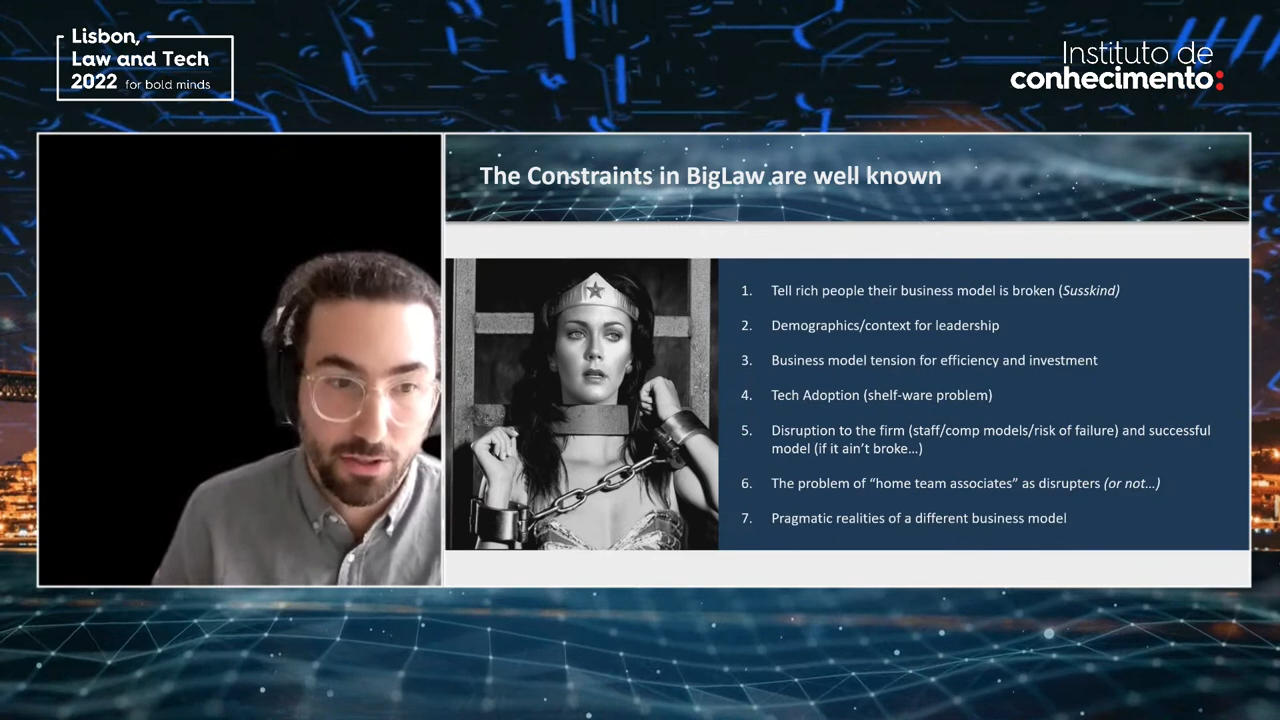 Lisbon,
Law and Tech
2022 for bold minds
Instituto de
conhecimento:
The Constraints in BigLaw are well known
1. Tell rich people their business model is broken (Susskind)
2. Demographics/context for leadership
3. Business model tension for efficiency and investment
4. Tech Adoption (shelf-ware problem)
5. Disruption to the firm (staff/comp models/risk of failure) and successful
model (if it ain’t broke…)
6. The problem of “home team associates” as disrupters (or not…)
7. Pragmatic realities of a different business model